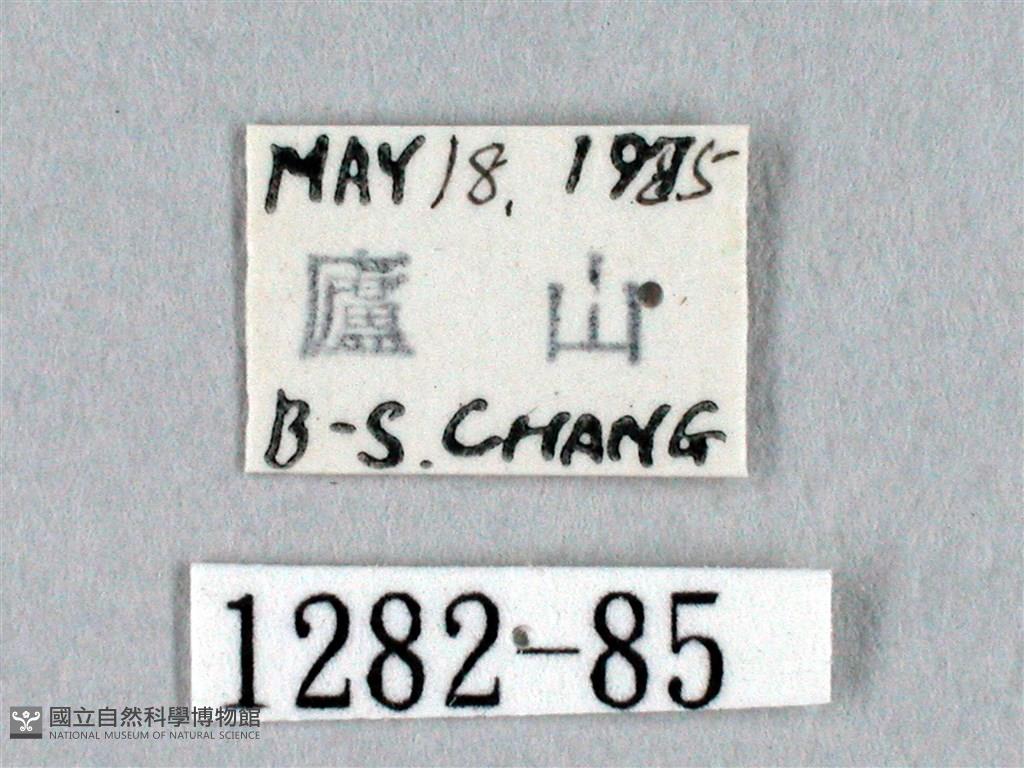 MAY 18, 1985
廬 山
B-S. CHANG
1282-85
國立自然科學博物館
NATIONAL MUSEUM OF NATURAL SCIENCE